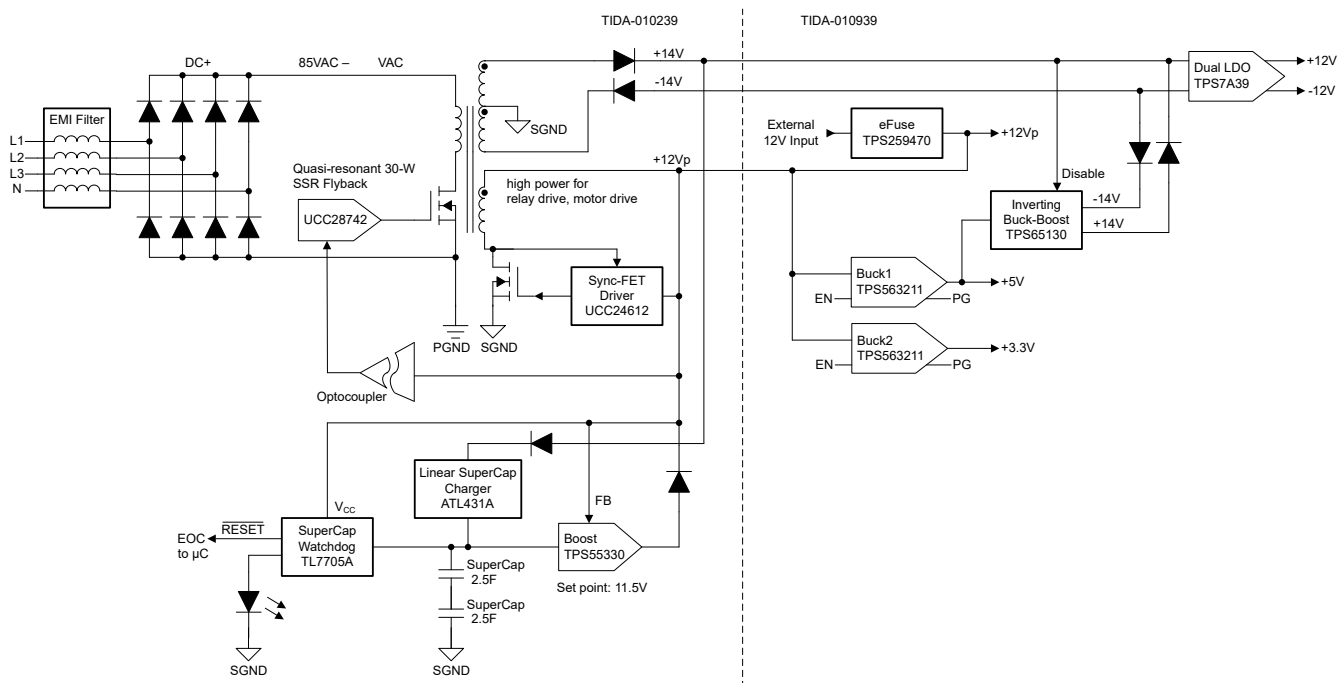 TIDA-010239
TIDA-010939
DC+
85VAC – VAC
+14V
-14V
Dual LDO
TPS7A39
+12V
-12V
EMI Filter
L1
L2
L3
N
SGND
External
12V Input
eFuse
TPS259470
+12Vp
Quasi-resonant 30-W
SSR Flyback
UCC28742
+12Vp
high power for
relay drive, motor drive
Disable
Inverting
Buck-Boost
TPS65130
-14V
+14V
Sync-FET
Driver
UCC24612
Buck1
TPS563211
EN
PG
+5V
PGND
SGND
Buck2
TPS563211
EN
PG
+3.3V
Optocoupler
Linear SuperCap
Charger
ATL431A
VCC
FB
EOC
to µC
RESET
SuperCap
Watchdog
TL7705A
Boost
TPS55330
SuperCap
2.5F
Set point: 11.5V
SuperCap
2.5F
SGND
SGND